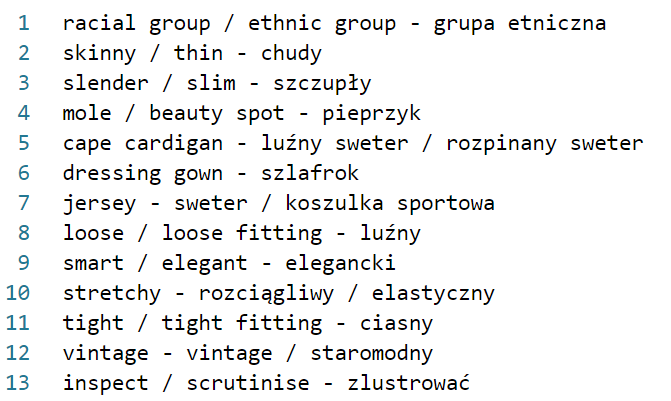 1 racial group / ethnic group - grupa etniczna
2 skinny / thin - chudy
3 slender / slim - szczupły
4 mole / beauty spot - pieprzyk
5 cape cardigan - luźny sweter / rozpinany sweter
6 dressing gown - szlafrok
7 jersey - sweter / koszulka sportowa
8 loose / loose fitting - luźny
9 smart / elegant - elegancki
10 stretchy - rozciągliwy / elastyczny
11 tight / tight fitting - ciasny
12 vintage - vintage / staromodny
13 inspect / scrutinise - zlustrować